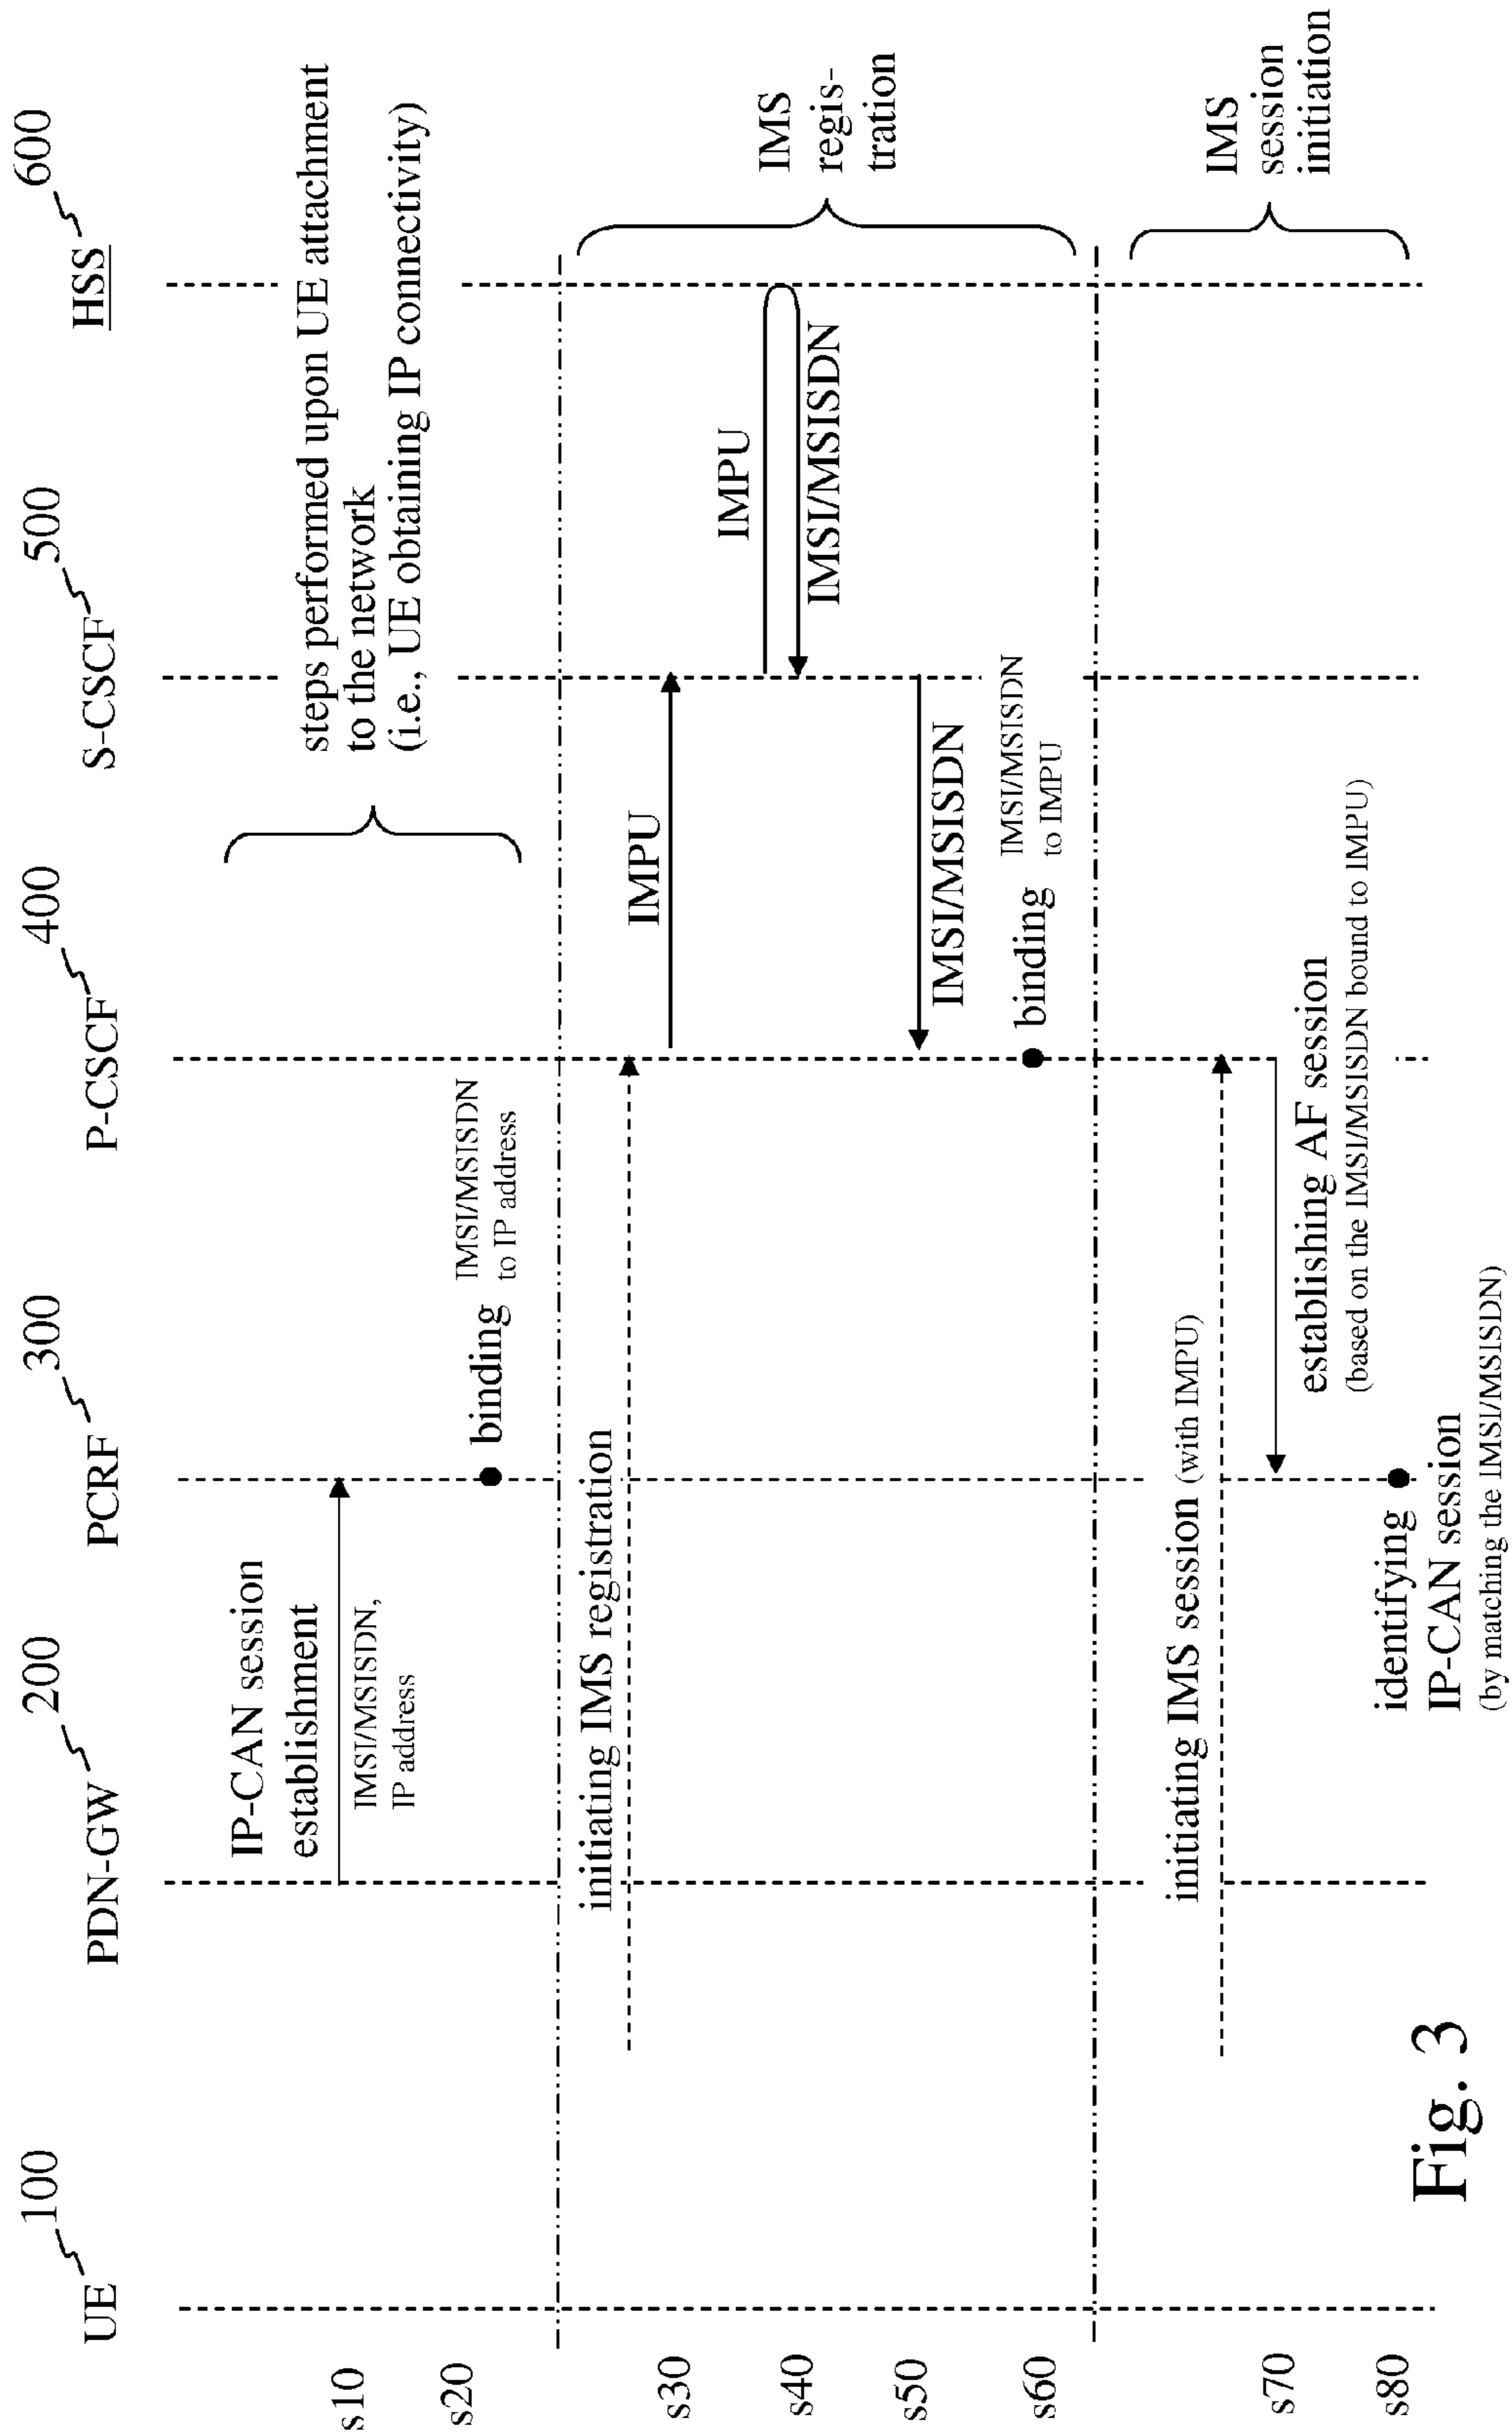 UE
100
PDN-GW
200
PCRF
300
P-CSCF
400
S-CSCF
500
HSS
600
s10
IP-CAN session
establishment
IMSI/MSISDN,
IP address
steps performed upon UE attachment
to the network
(i.e., UE obtaining IP connectivity)
s20
binding
IMSI/MSISDN
to IP address
initiating IMS registration
s30
IMPU
s40
IMPU
IMSI/MSISDN
IMS
regis-
tration
s50
IMSI/MSISDN
s60
binding
IMSI/MSISDN
to IMPU
initiating IMS session (with IMPU)
s70
establishing AF session
(based on the IMSI/MSISDN bound to IMPU)
IMS
session
initiation
s80
identifying
IP-CAN session
(by matching the IMSI/MSISDN)
Fig. 3